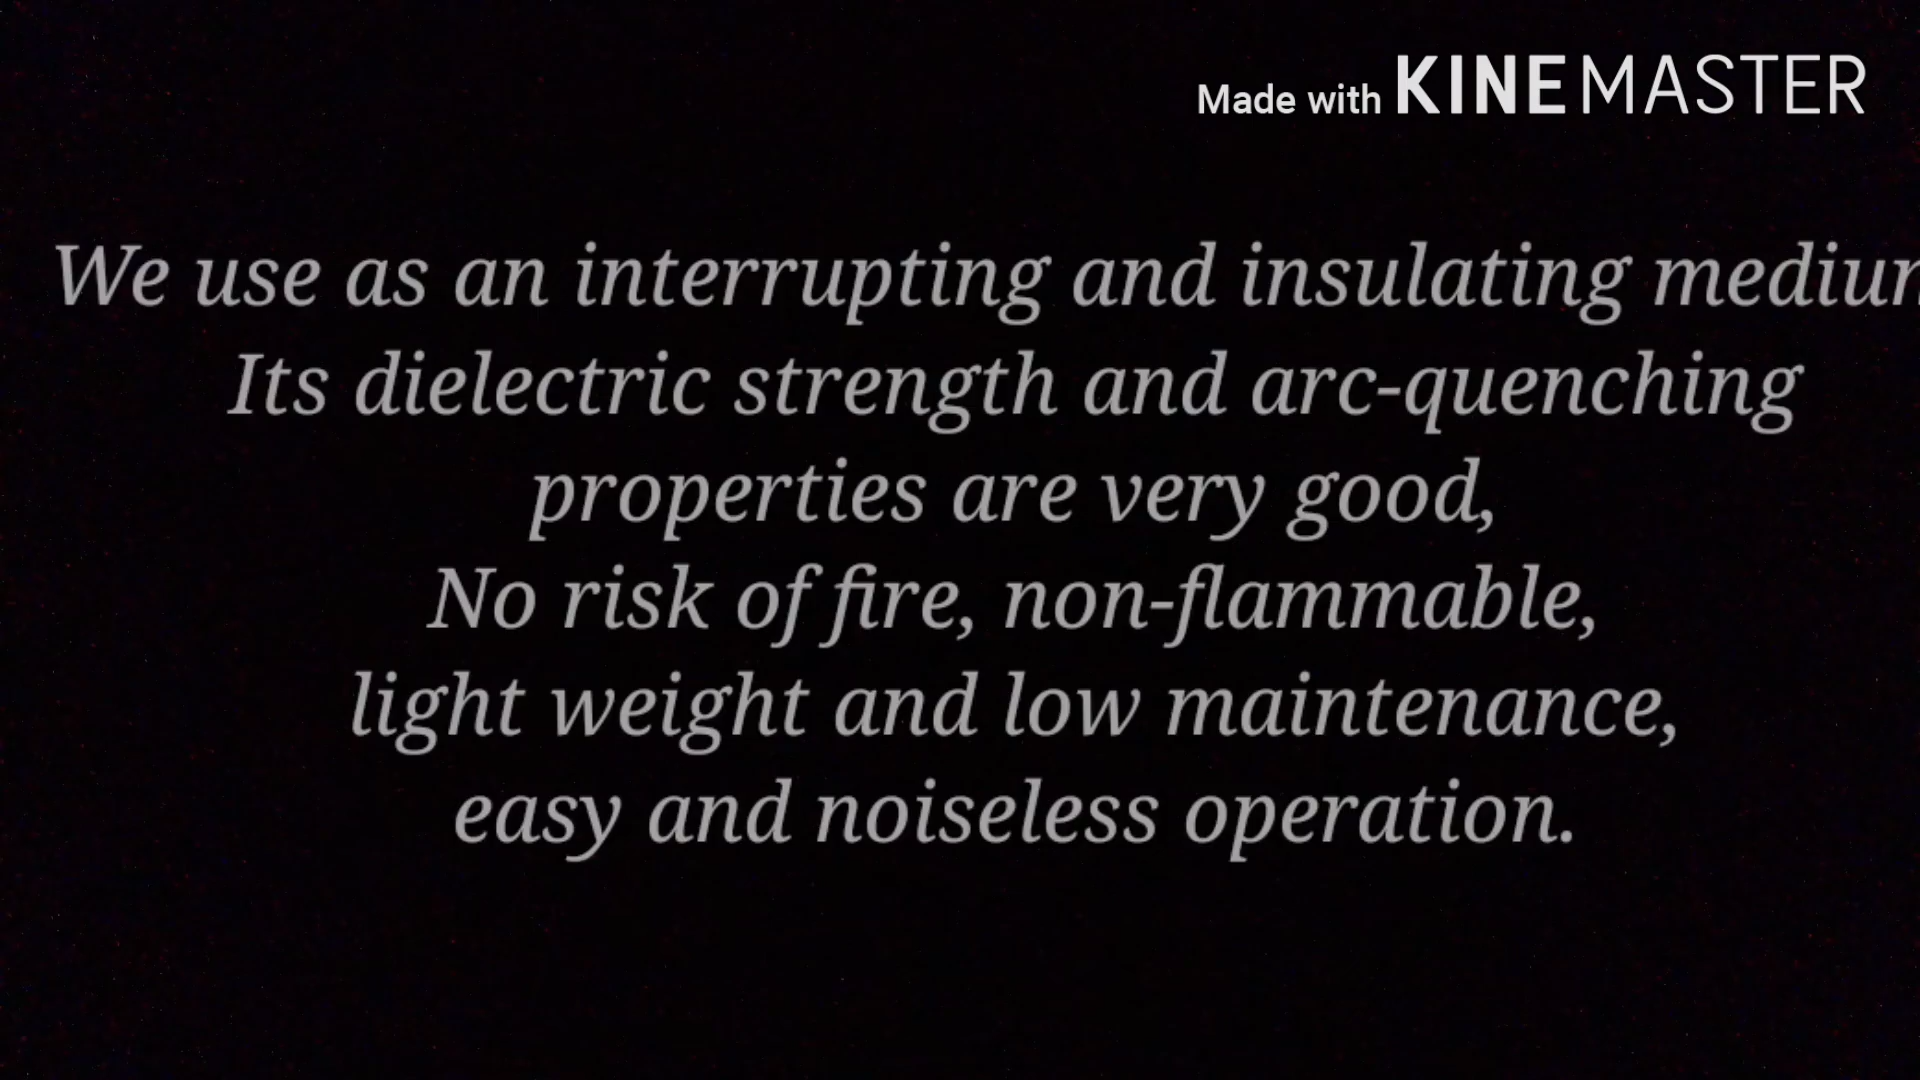 Made with KINEMASTER
We use as an interrupting and insulating
Its dielectric strength and arc-quenching
properties are very good,
No risk of fire, non-flammable,
light weight and low maintenance,
easy and noiseless operation.